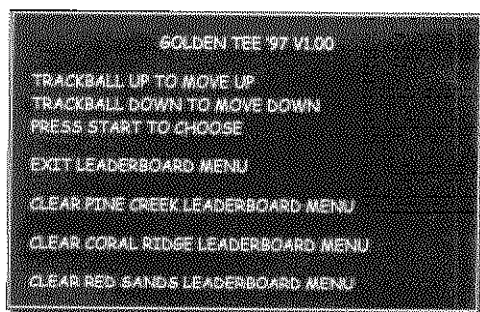 GOLDEN TEE '97 V1.00
TRACKBALL UP TO MOVE UP
TRACKBALL DOWN TO MOVE DOWN
PRESS START TO CHOOSE
EXIT LEADERBOARD MENU
CLEAR PINE CREEK LEADERBOARD MENU
CLEAR CORAL RIDGE LEADERBOARD MENU
CLEAR RED SANDS LEADERBOARD MENU